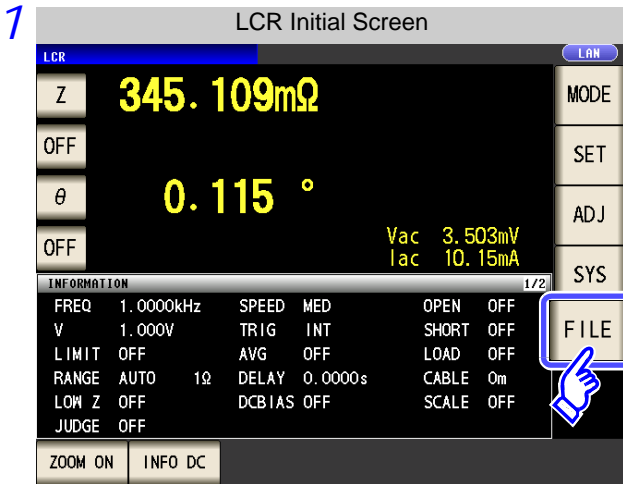 1
LCR Initial Screen
LCR
LAN
Z 345.109mΩ
MODE
OFF
SET
θ 0.115 °
ADJ
OFF
Vac 3.503mV
Iac 10.15mA
SYS
INFORMATION 1/2
FREQ 1.0000kHz SPEED MED OPEN OFF
V 1.000V TRIG INT SHORT OFF
FILE
LIMIT OFF AVG OFF LOAD OFF
RANGE AUTO 1Ω DELAY 0.0000s CABLE 0m
LOW Z OFF DCBIAS OFF SCALE OFF
JUDGE OFF
ZOOM ON INFO DC